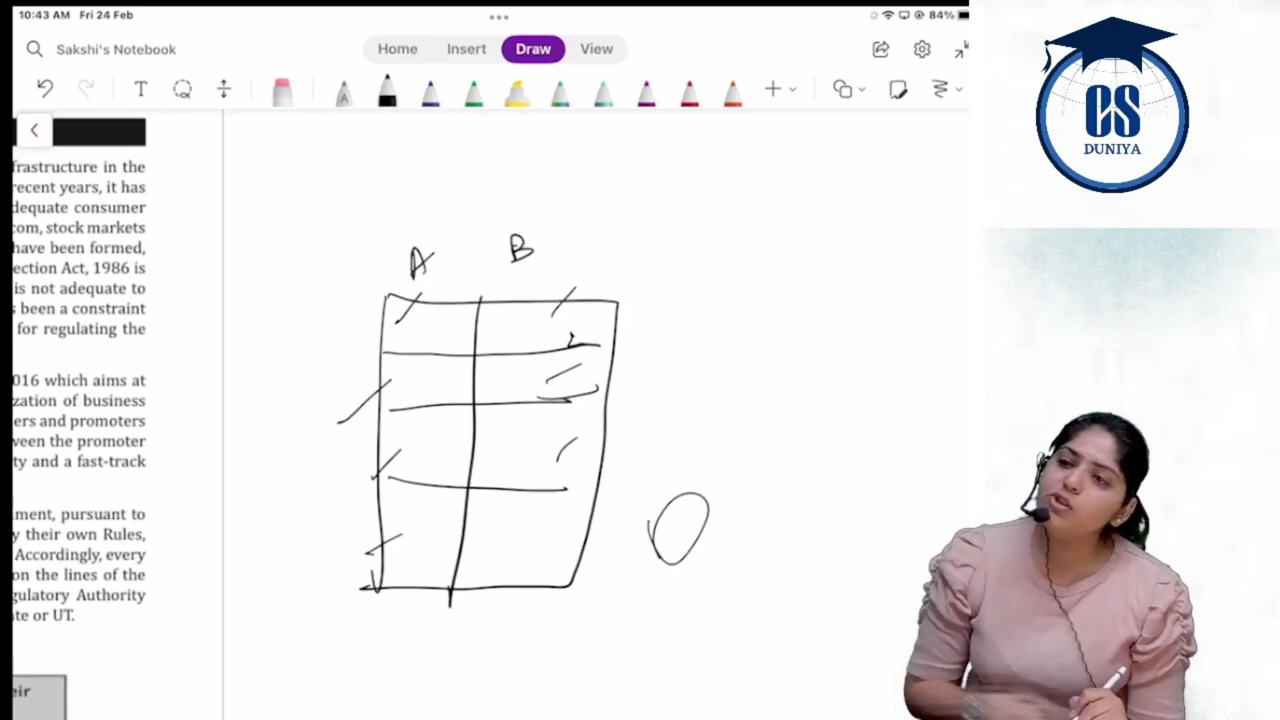 10:43 AM Fri 24 Feb
84%
Sakshi's Notebook
Home Insert Draw View
T
A
CS
DUNIYA
frastructure in the
recent years, it has
dequate consumer
com, stock markets
have been formed,
ection Act, 1986 is
is not adequate to
been a constraint
for regulating the
016 which aims at
zation of business
ers and promoters
ween the promoter
ty and a fast-track
ment, pursuant to
y their own Rules,
Accordingly, every
on the lines of the
gulatory Authority
te or UT.
eir
A B